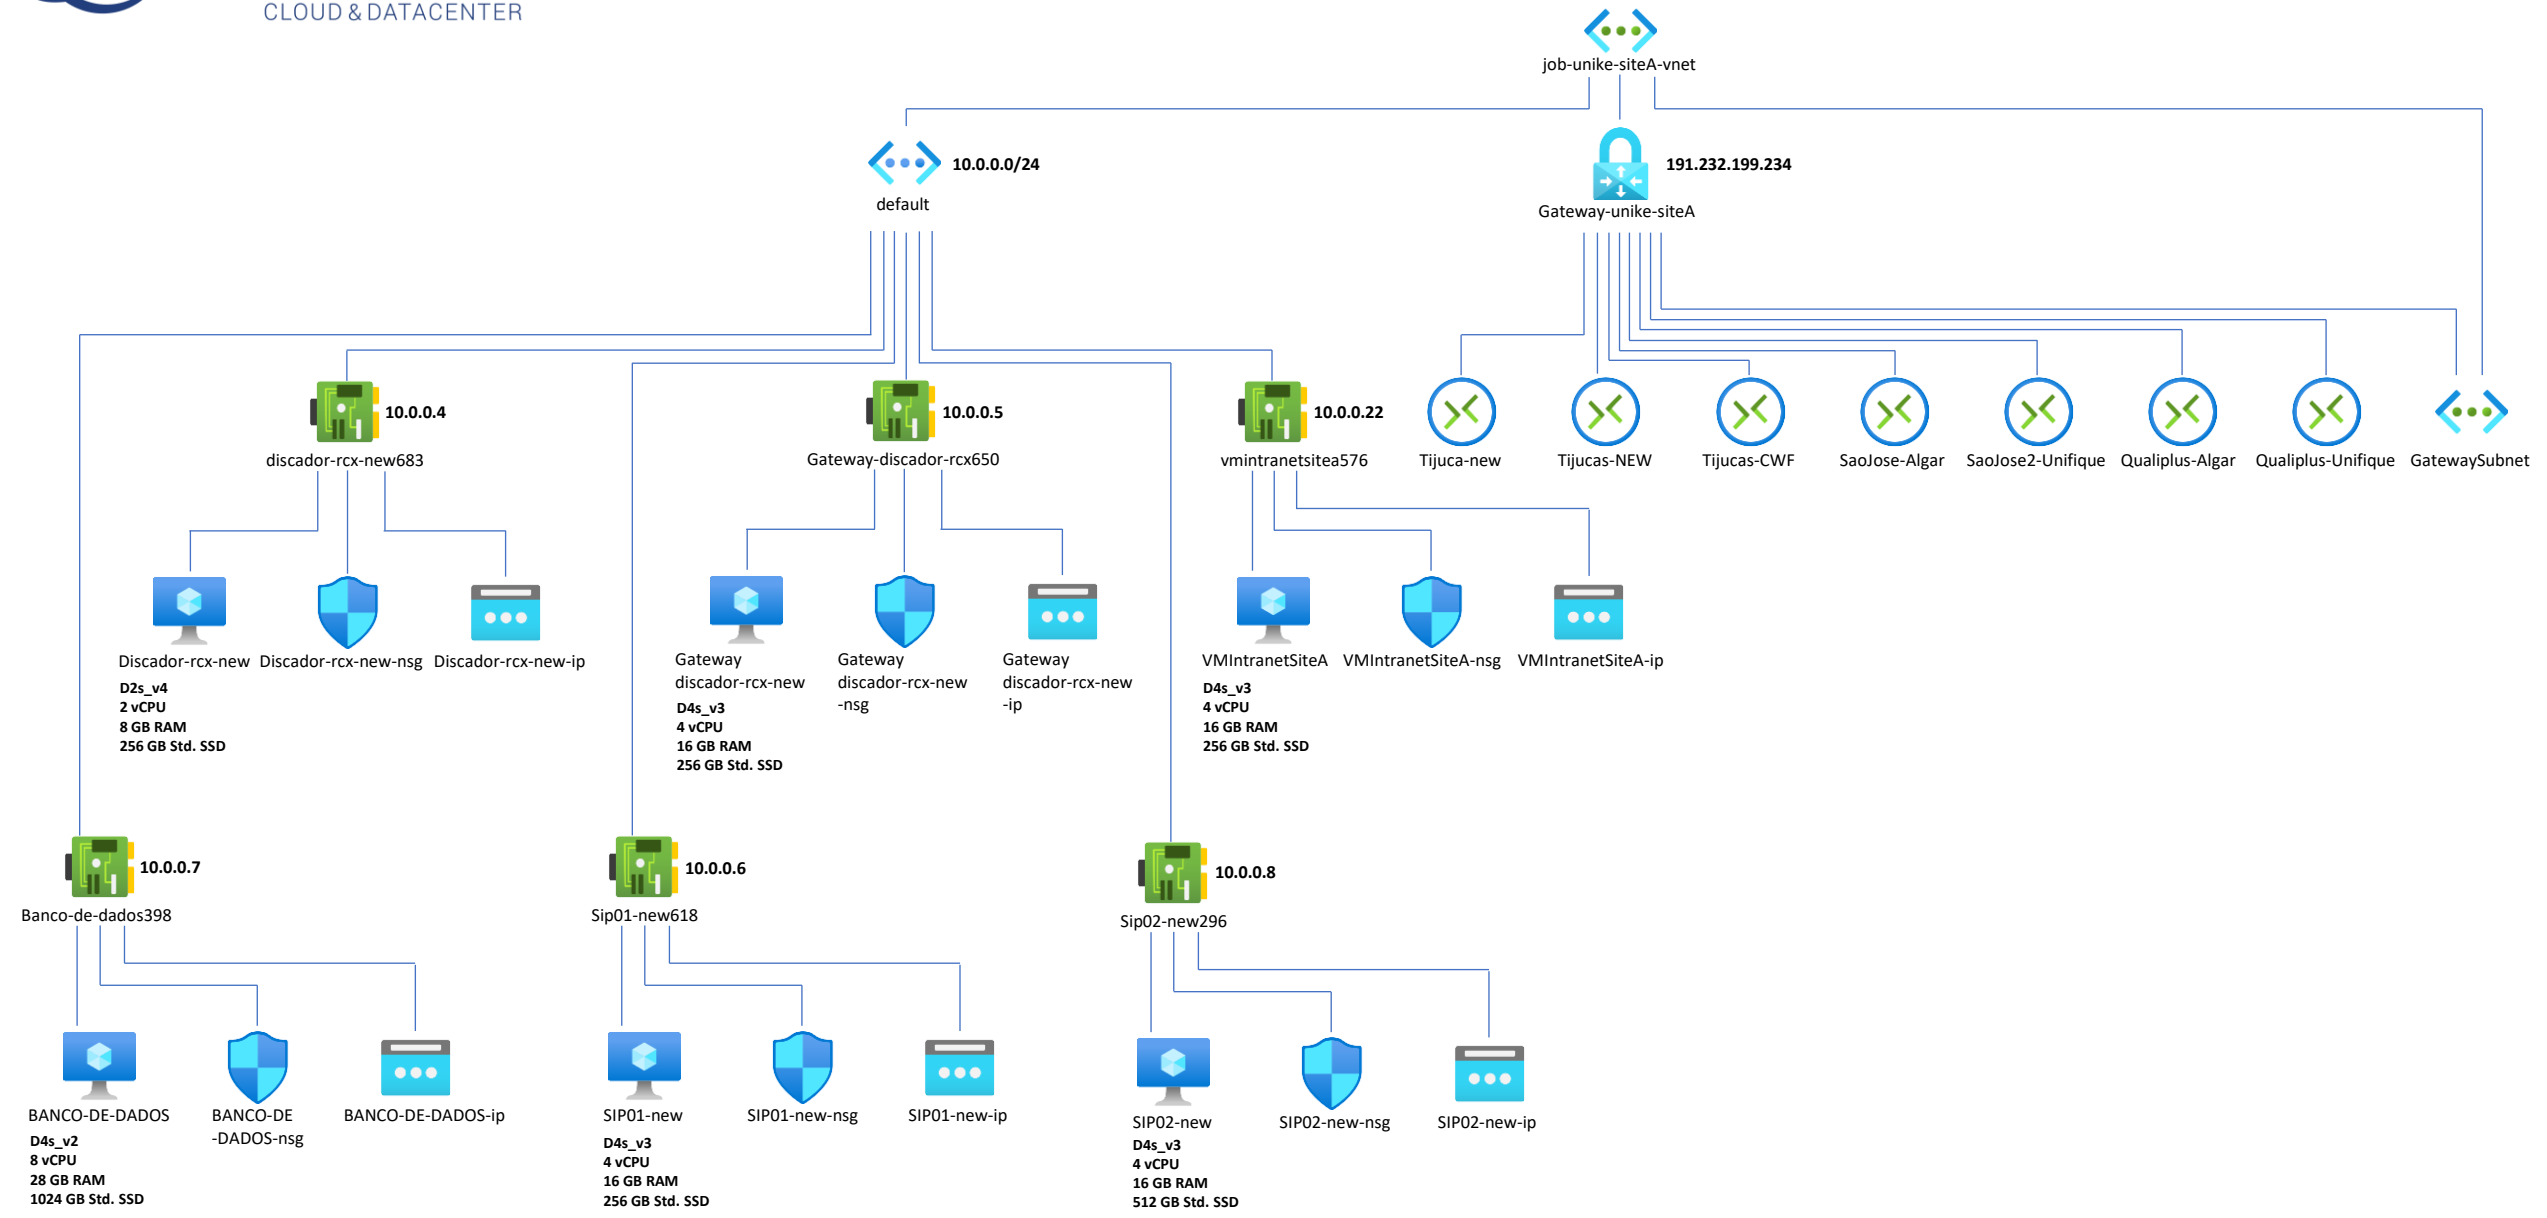 CLOUD & DATACENTER
job-unike-siteA-vnet
10.0.0.0/24
default
191.232.199.234
Gateway-unike-siteA
10.0.0.4
discador-rcx-new683
10.0.0.5
Gateway-discador-rcx650
10.0.0.22
vmintranetsitea576
Tijuca-new
Tijucas-NEW
Tijucas-CWF
SaoJose-Algar
SaoJose2-Unifique
Qualiplus-Algar
Qualiplus-Unifique
GatewaySubnet
Discador-rcx-new
D2s_v4
2 vCPU
8 GB RAM
256 GB Std. SSD
Discador-rcx-new-nsg
Discador-rcx-new-ip
Gateway
discador-rcx-new
D4s_v3
4 vCPU
16 GB RAM
256 GB Std. SSD
Gateway
discador-rcx-new
-nsg
Gateway
discador-rcx-new
-ip
VMIntranetSiteA
D4s_v3
4 vCPU
16 GB RAM
256 GB Std. SSD
VMIntranetSiteA-nsg
VMIntranetSiteA-ip
10.0.0.7
Banco-de-dados398
10.0.0.6
Sip01-new618
10.0.0.8
Sip02-new296
BANCO-DE-DADOS
D4s_v2
8 vCPU
28 GB RAM
1024 GB Std. SSD
BANCO-DE
-DADOS-nsg
BANCO-DE-DADOS-ip
SIP01-new
D4s_v3
4 vCPU
16 GB RAM
256 GB Std. SSD
SIP01-new-nsg
SIP01-new-ip
SIP02-new
D4s_v3
4 vCPU
16 GB RAM
512 GB Std. SSD
SIP02-new-nsg
SIP02-new-ip